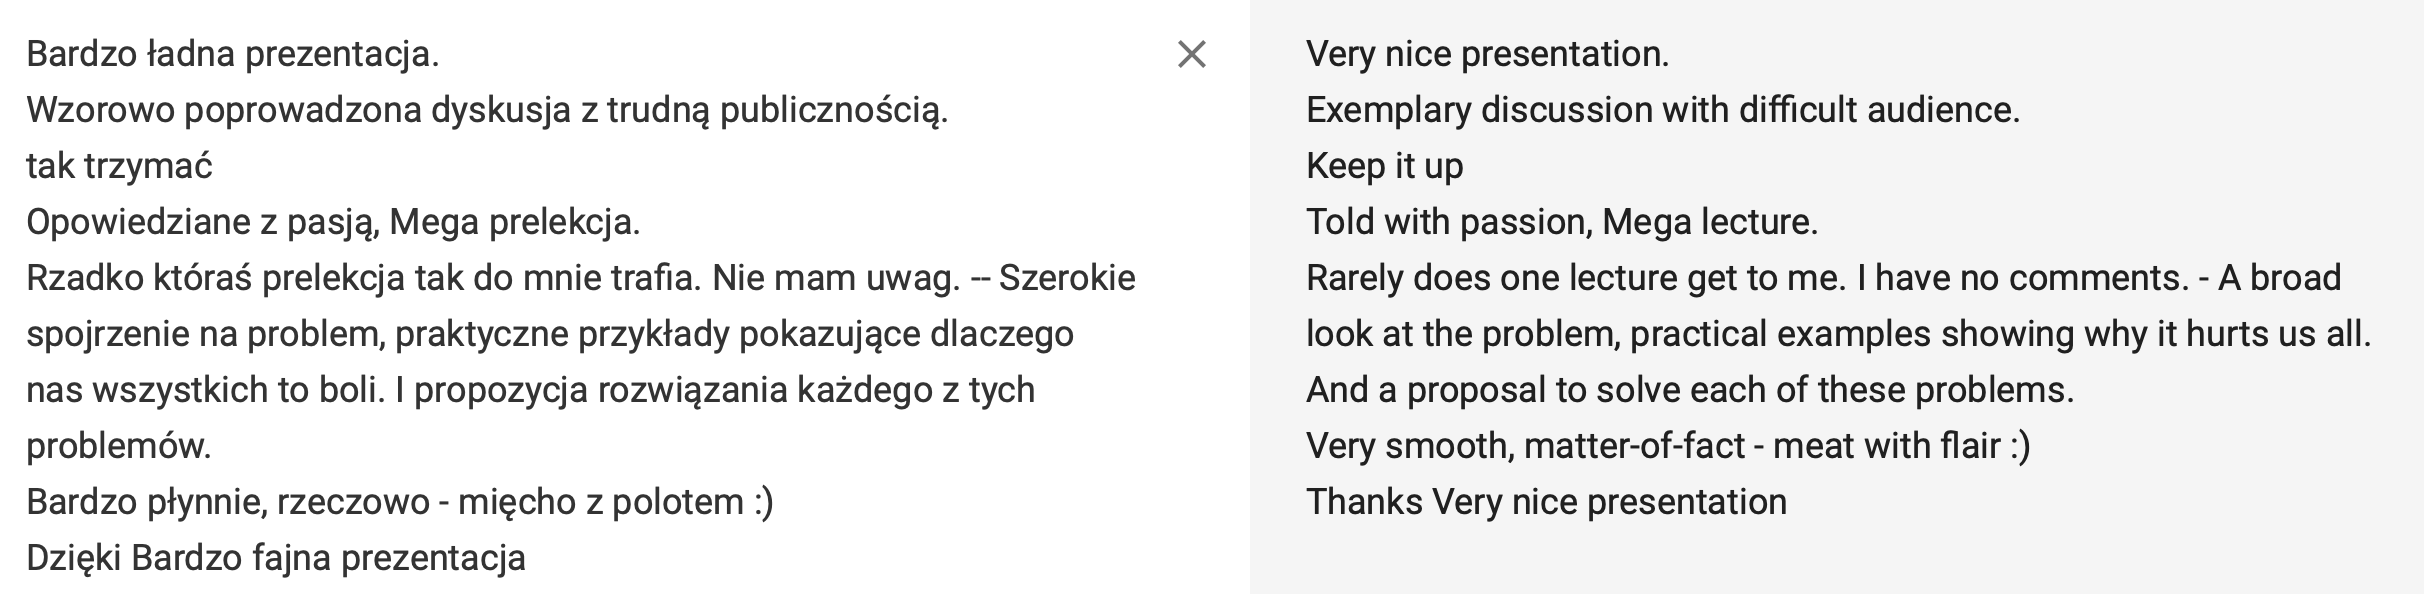 Bardzo ładna prezentacja.
Wzorowo poprowadzona dyskusja z trudną publicznością.
tak trzymać
Opowiedziane z pasją, Mega prelekcja.
Rzadko któraś prelekcja tak do mnie trafia. Nie mam uwag. -- Szerokie
spojrzenie na problem, praktyczne przykłady pokazujące dlaczego
nas wszystkich to boli. I propozycja rozwiązania każdego z tych
problemów.
Bardzo płynnie, rzeczowo - mięcho z polotem :)
Dzięki Bardzo fajna prezentacja
Very nice presentation.
Exemplary discussion with difficult audience.
Keep it up
Told with passion, Mega lecture.
Rarely does one lecture get to me. I have no comments. - A broad
look at the problem, practical examples showing why it hurts us all.
And a proposal to solve each of these problems.
Very smooth, matter-of-fact - meat with flair :)
Thanks Very nice presentation